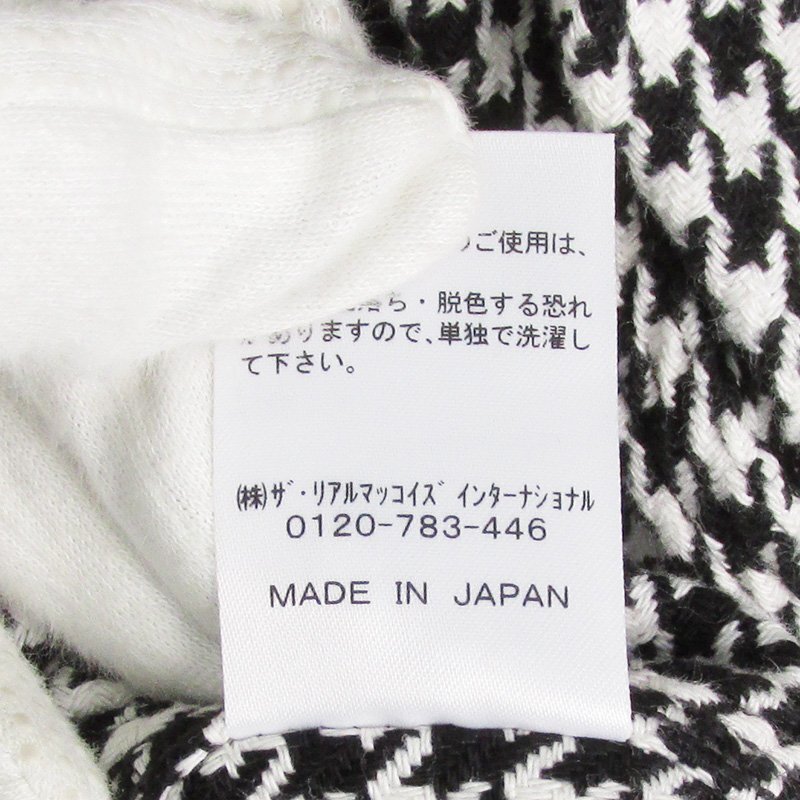 ご使用は、
落ち・脱色する恐れ
がありますので、単独で洗濯し
て下さい。
㈱ｻﾞ・ﾘｱﾙﾏｯｺｲｽﾞ ｲﾝﾀｰﾅｼｮﾅﾙ
0120-783-446
MADE IN JAPAN